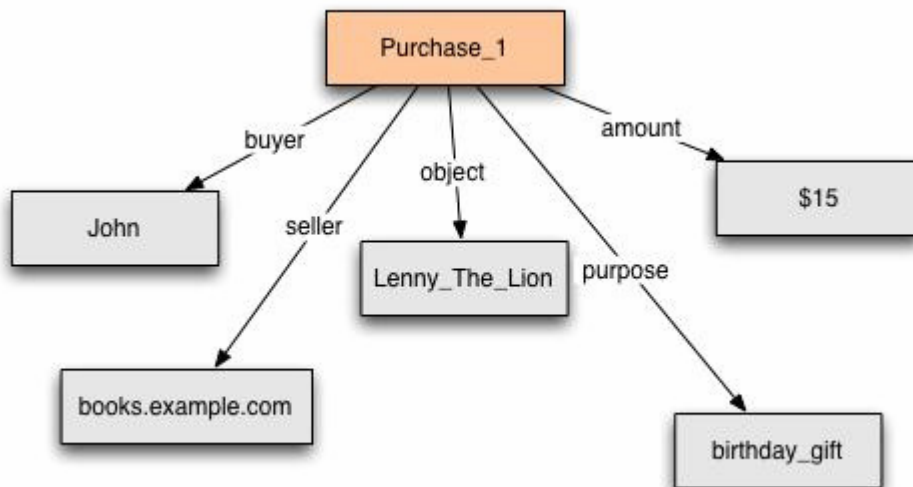 Purchase_1
buyer
amount
object
$15
John
seller
Lenny_The_Lion
purpose
books.example.com
birthday_gift